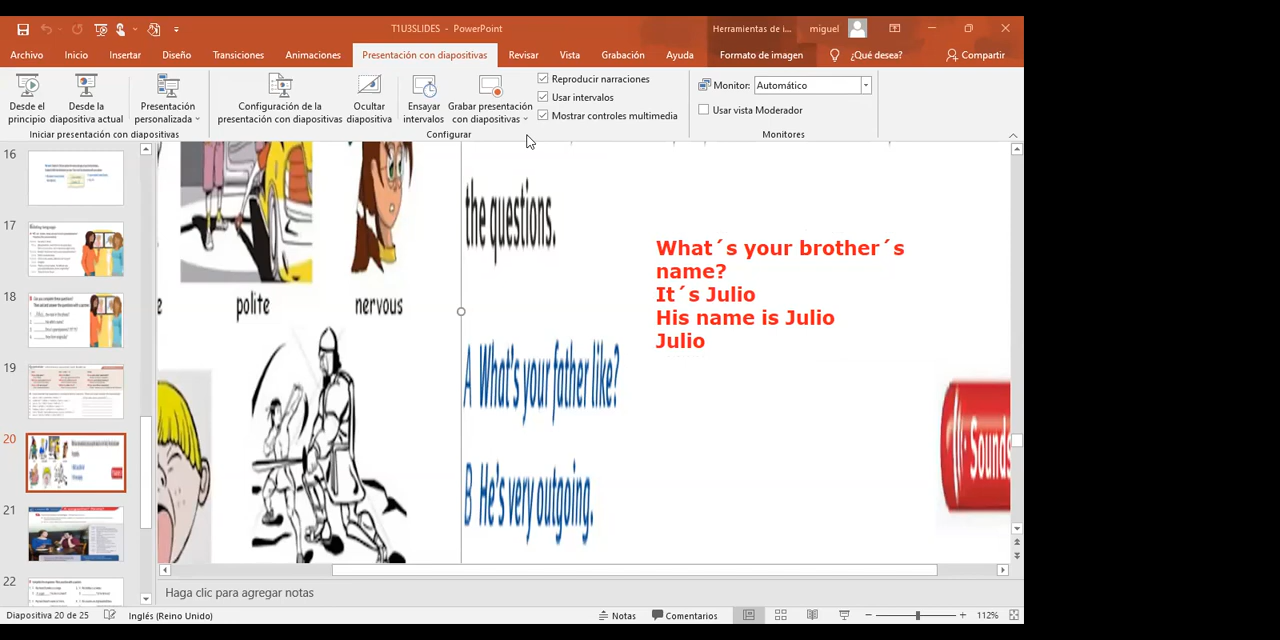 T1U3SLIDES - PowerPoint
Herramientas de i...
miguel
Archivo
Inicio
Insertar
Diseño
Transiciones
Animaciones
Presentación con diapositivas
Revisar
Vista
Grabación
Ayuda
Formato de imagen
¿Qué desea?
Compartir
Desde el principio
Desde la diapositiva actual
Presentación personalizada
Configuración de la presentación con diapositivas
Ocultar diapositiva
Ensayar intervalos
Grabar presentación con diapositivas
Reproducir narraciones
Usar intervalos
Mostrar controles multimedia
Monitor:
Automático
Usar vista Moderador
Iniciar presentación con diapositivas
Configurar
Monitores
16
17
18
19
20
21
22
polite
nervous
the questions.
A What's your father like?
B He's very outgoing.
What´s your brother´s
name?
It´s Julio
His name is Julio
Julio
Sounds
Haga clic para agregar notas
Diapositiva 20 de 25
Inglés (Reino Unido)
Notas
Comentarios
112%